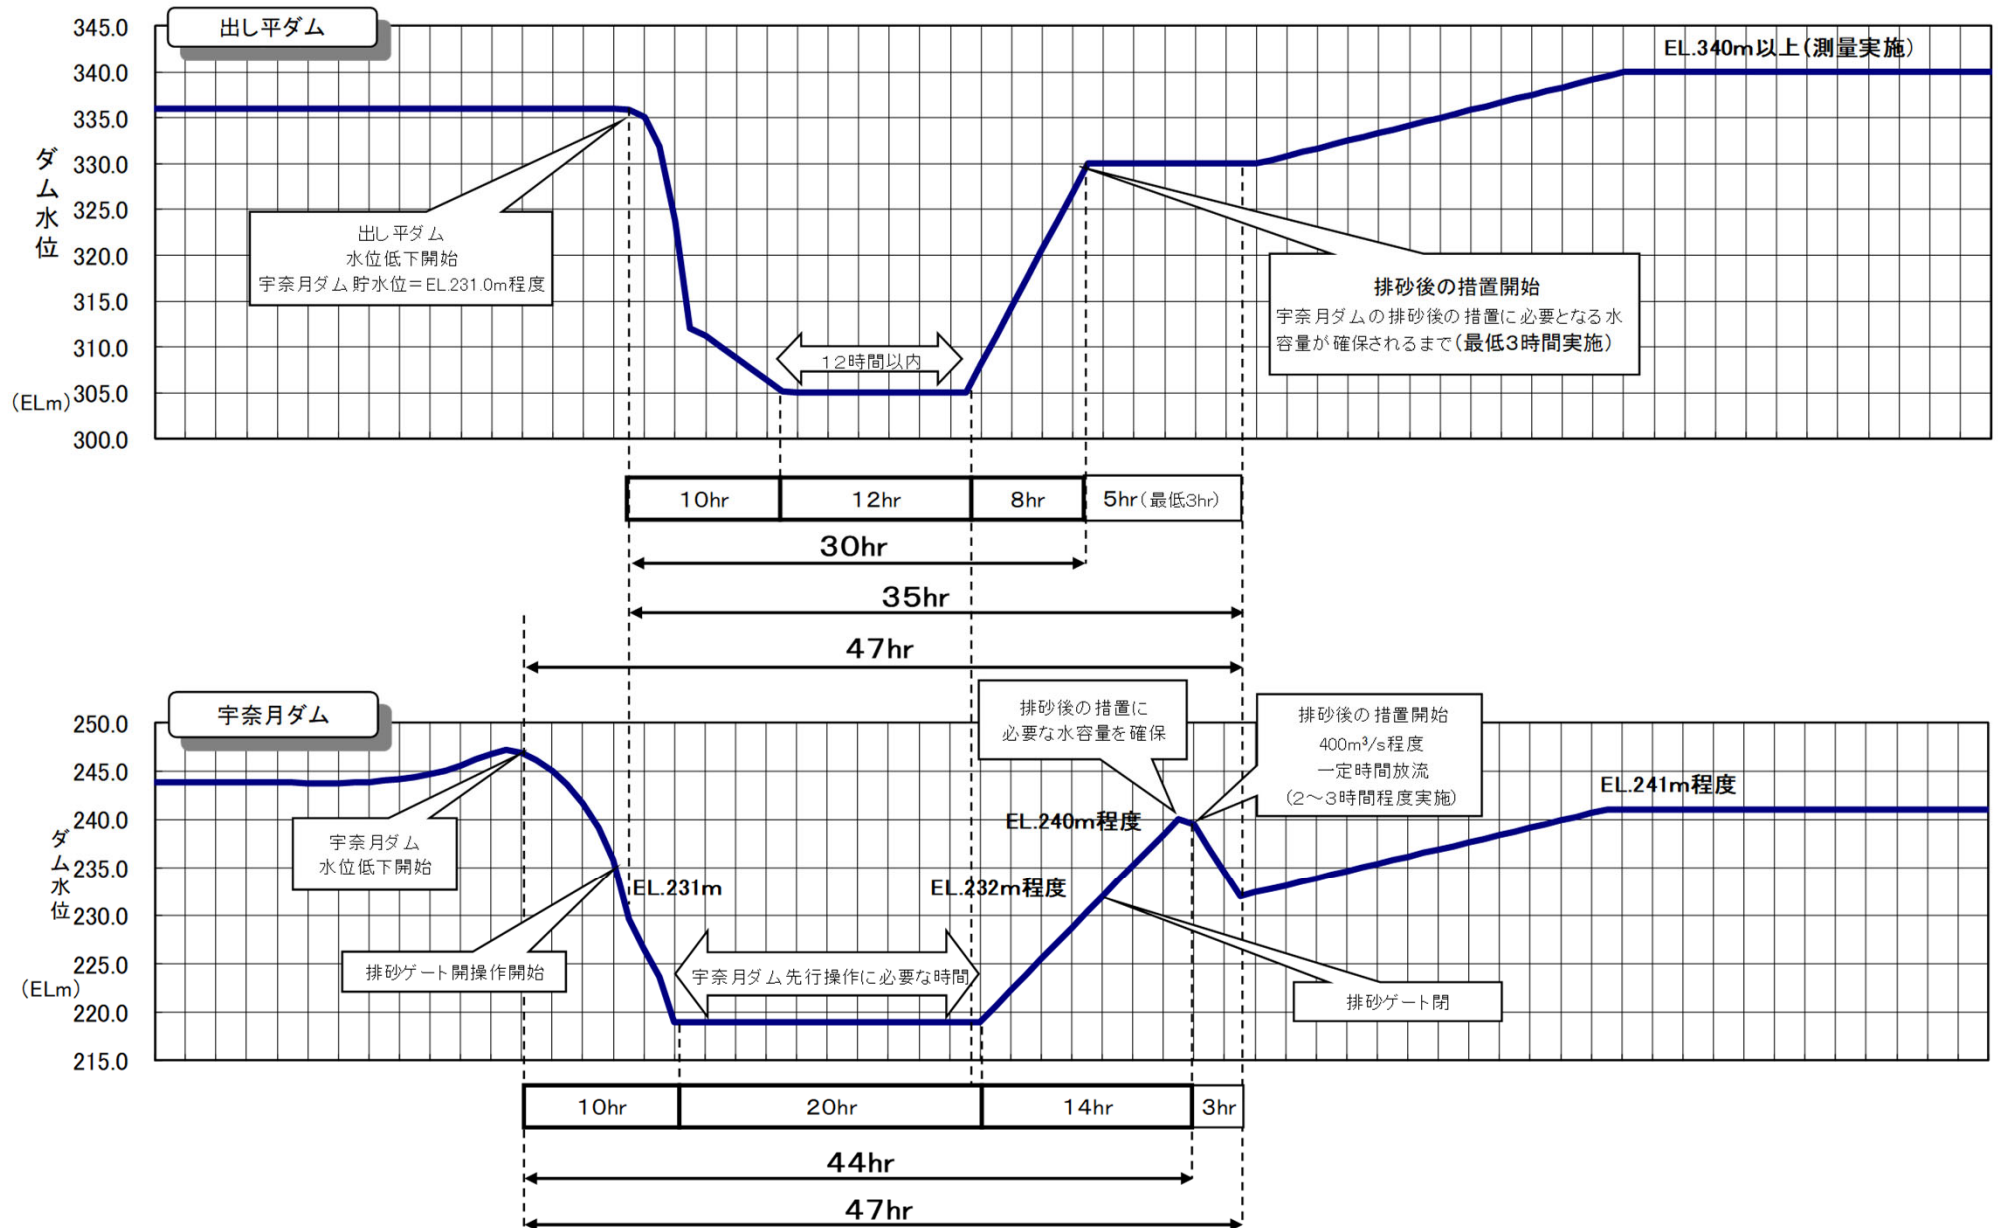 出し平ダム
345.0
340.0
335.0
330.0
325.0
320.0
315.0
310.0
305.0
300.0
ダム水位
(ELm)
EL.340m以上(測量実施)
出し平ダム
水位低下開始
宇奈月ダム貯水位=EL.231.0m程度
12時間以内
排砂後の措置開始
宇奈月ダムの排砂後の措置に必要となる水
容量が確保されるまで(最低3時間実施)
10hr
12hr
8hr
5hr(最低3hr)
30hr
35hr
47hr
宇奈月ダム
250.0
245.0
240.0
235.0
230.0
225.0
220.0
215.0
ダム水位
(ELm)
排砂後の措置に
必要な水容量を確保
排砂後の措置開始
400m³/s程度
一定時間放流
(2~3時間程度実施)
EL.241m程度
EL.240m程度
宇奈月ダム
水位低下開始
EL.231m
EL.232m程度
排砂ゲート開操作開始
宇奈月ダム先行操作に必要な時間
排砂ゲート閉
10hr
20hr
14hr
3hr
44hr
47hr